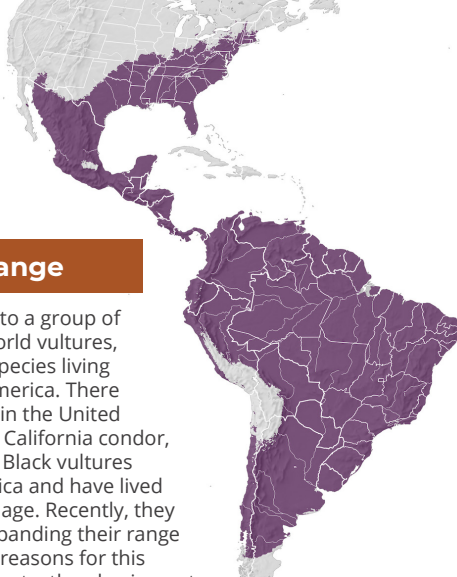 ange
to a group of
orld vultures,
pecies living
merica. There
in the United
California condor,
Black vultures
ica and have lived
age. Recently, they
panding their range
reasons for this